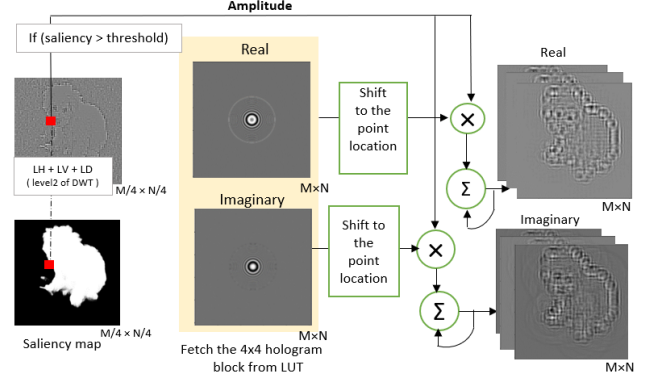 Amplitude
If (saliency > threshold)
Real
Real
Shift
to the
point
location
×
LH + LV + LD
( level2 of DWT )
M/4 × N/4
M×N
Σ
M×N
Imaginary
Imaginary
Shift to
the
point
location
×
Σ
M/4 × N/4
Saliency map
M×N
Fetch the 4x4 hologram
block from LUT
M×N